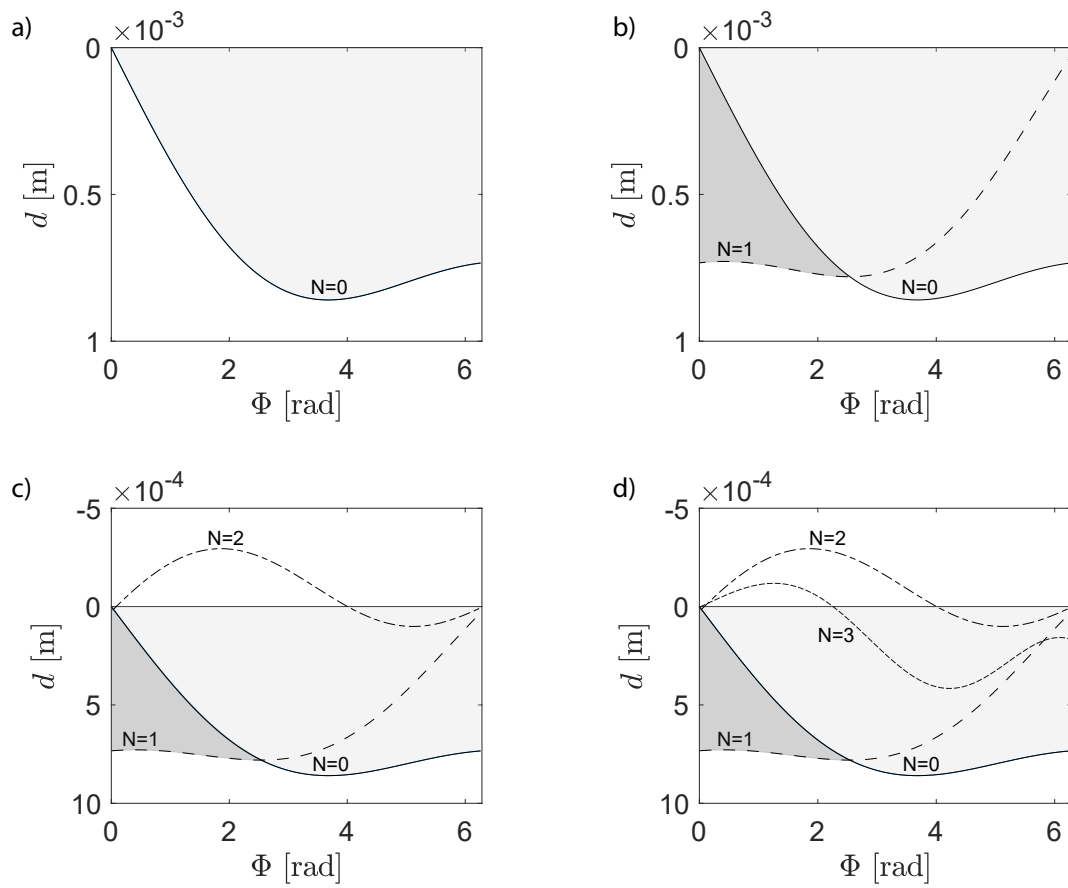 a)
×10⁻³
0
0.5
1
d [m]
N=0
0 2 4 6
Φ [rad]
b)
×10⁻³
0
0.5
1
d [m]
N=1
N=0
0 2 4 6
Φ [rad]
c)
×10⁻⁴
-5
0
5
10
d [m]
N=2
N=1
N=0
0 2 4 6
Φ [rad]
d)
×10⁻⁴
-5
0
5
10
d [m]
N=2
N=3
N=1
N=0
0 2 4 6
Φ [rad]